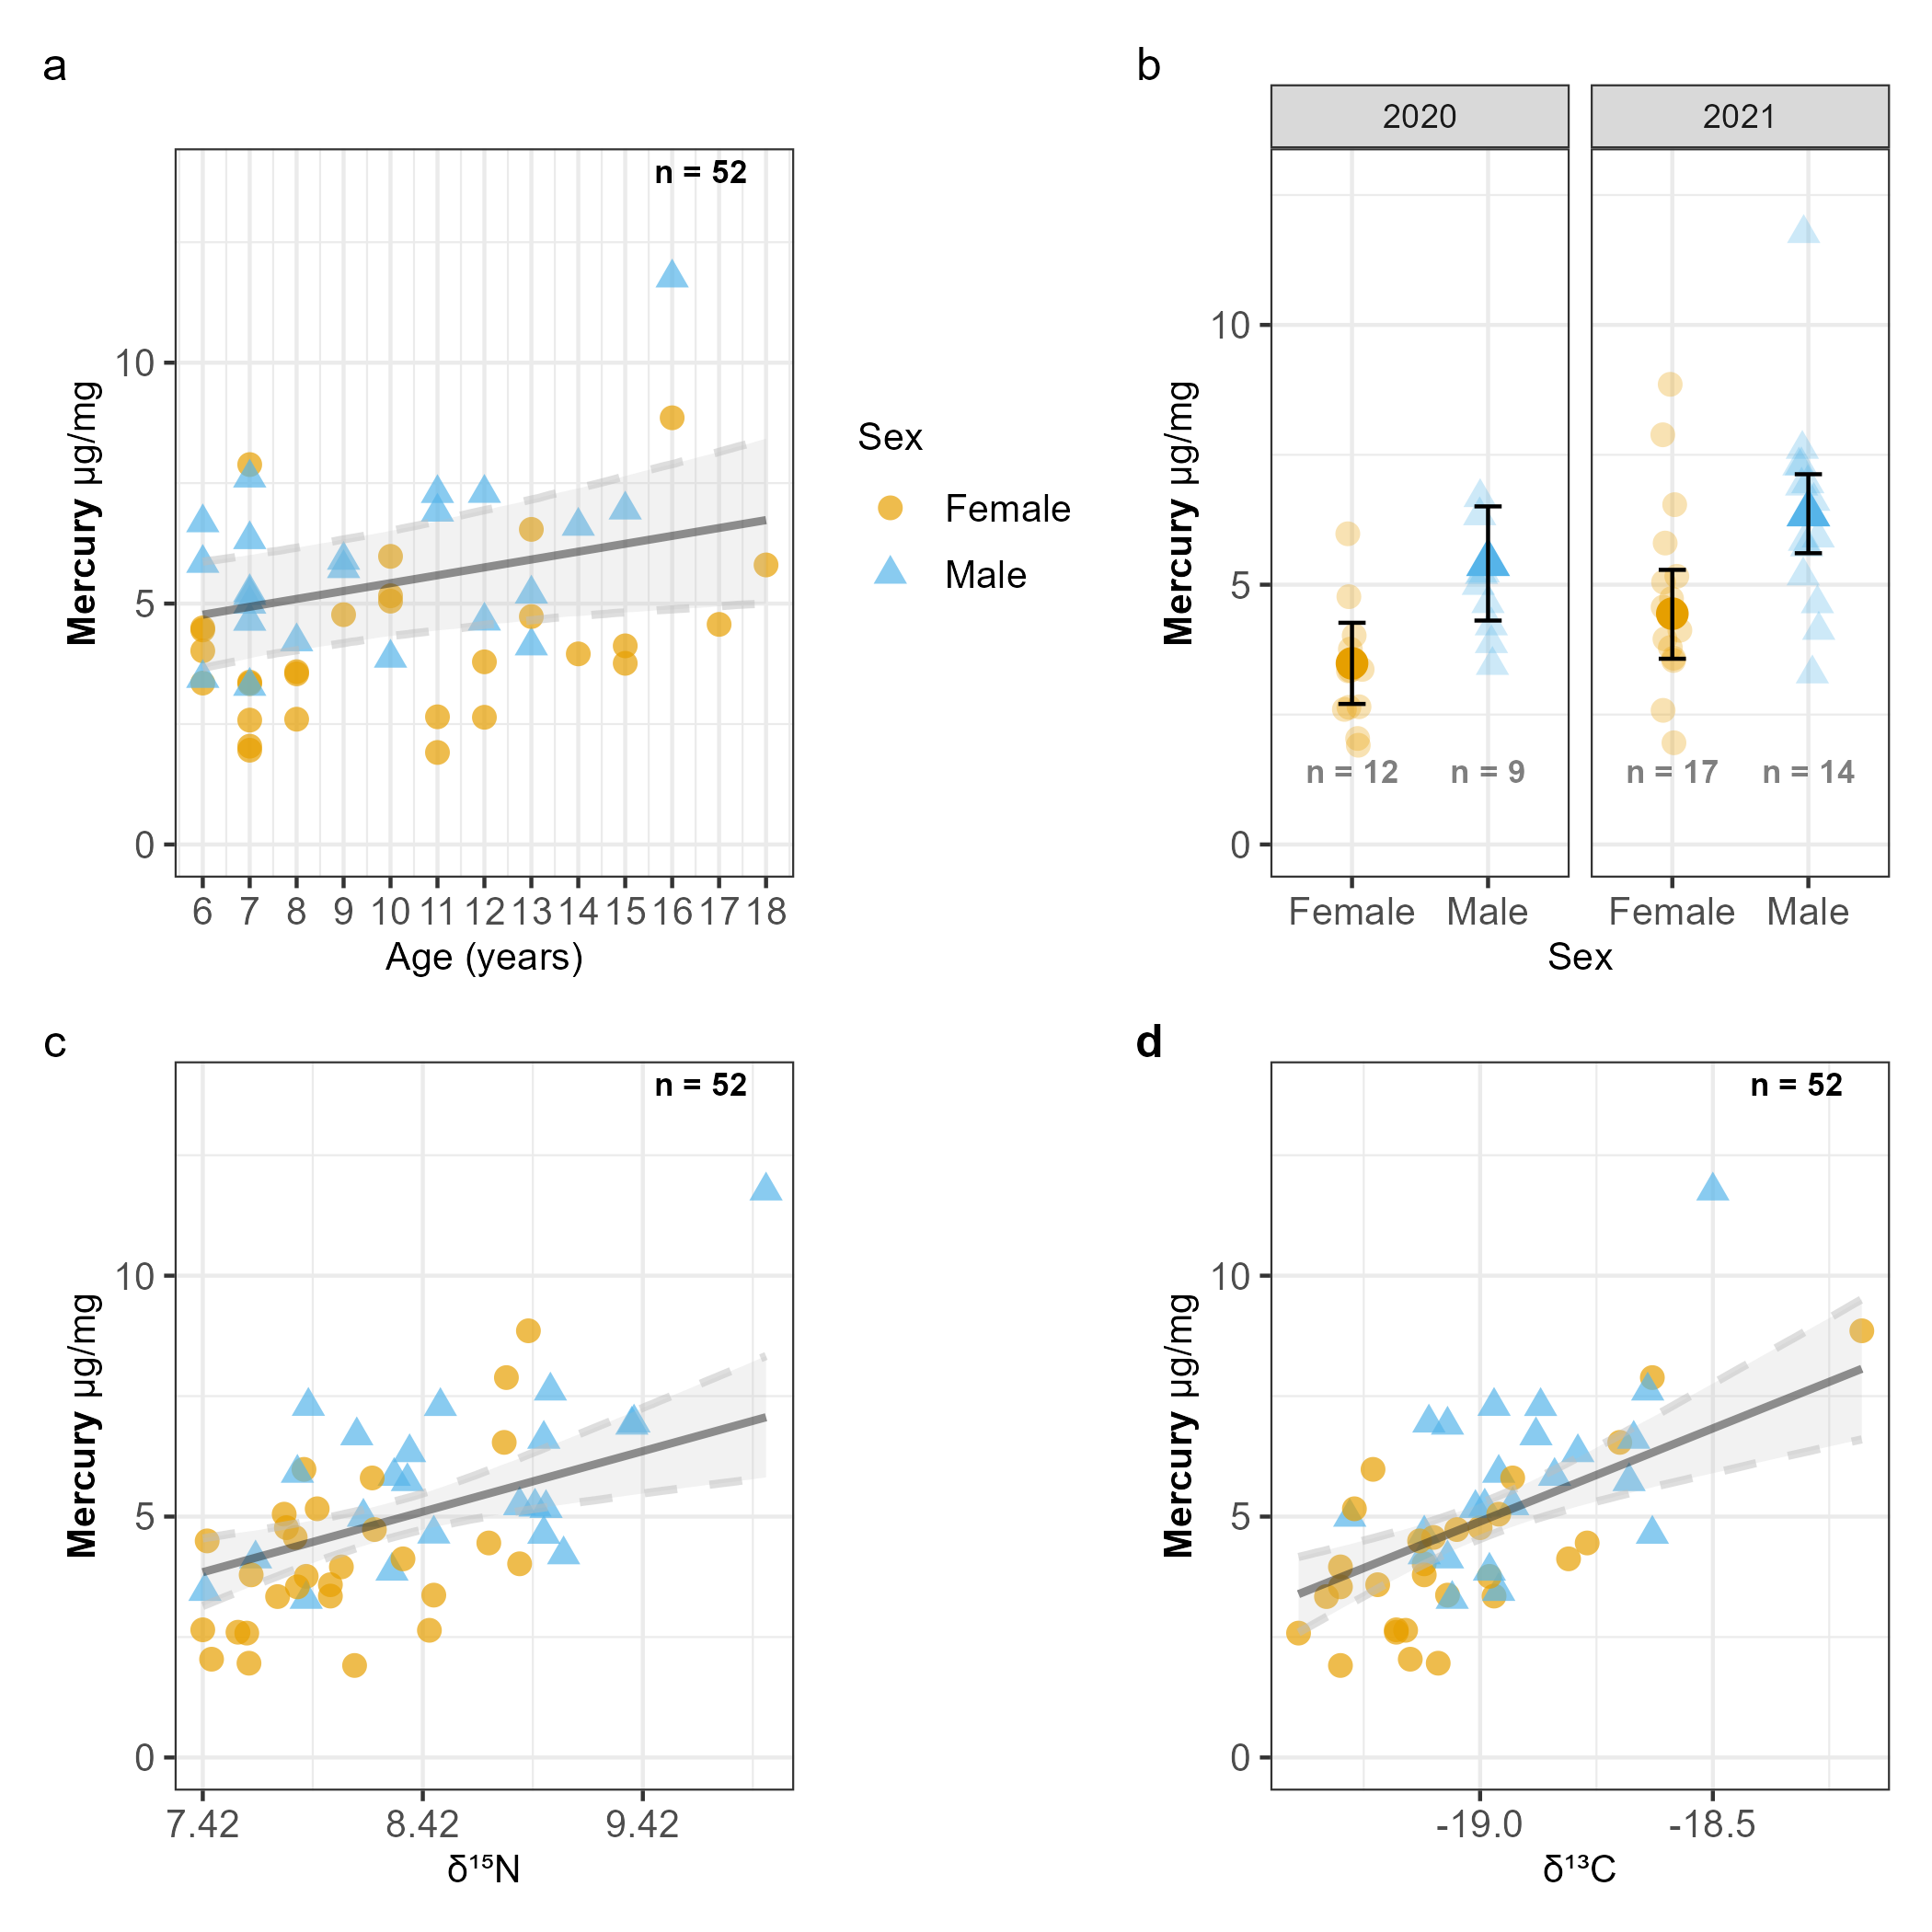 a
n = 52
Mercury µg/mg
10
5
0
6 7 8 9 10 11 12 13 14 15 16 17 18
Age (years)
Sex
Female
Male
b
2020 2021
Mercury µg/mg
10
5
0
n = 12 n = 9 n = 17 n = 14
Female Male Female Male
Sex
c
n = 52
Mercury µg/mg
10
5
0
7.42 8.42 9.42
δ¹⁵N
d
n = 52
Mercury µg/mg
10
5
0
-19.0 -18.5
δ¹³C